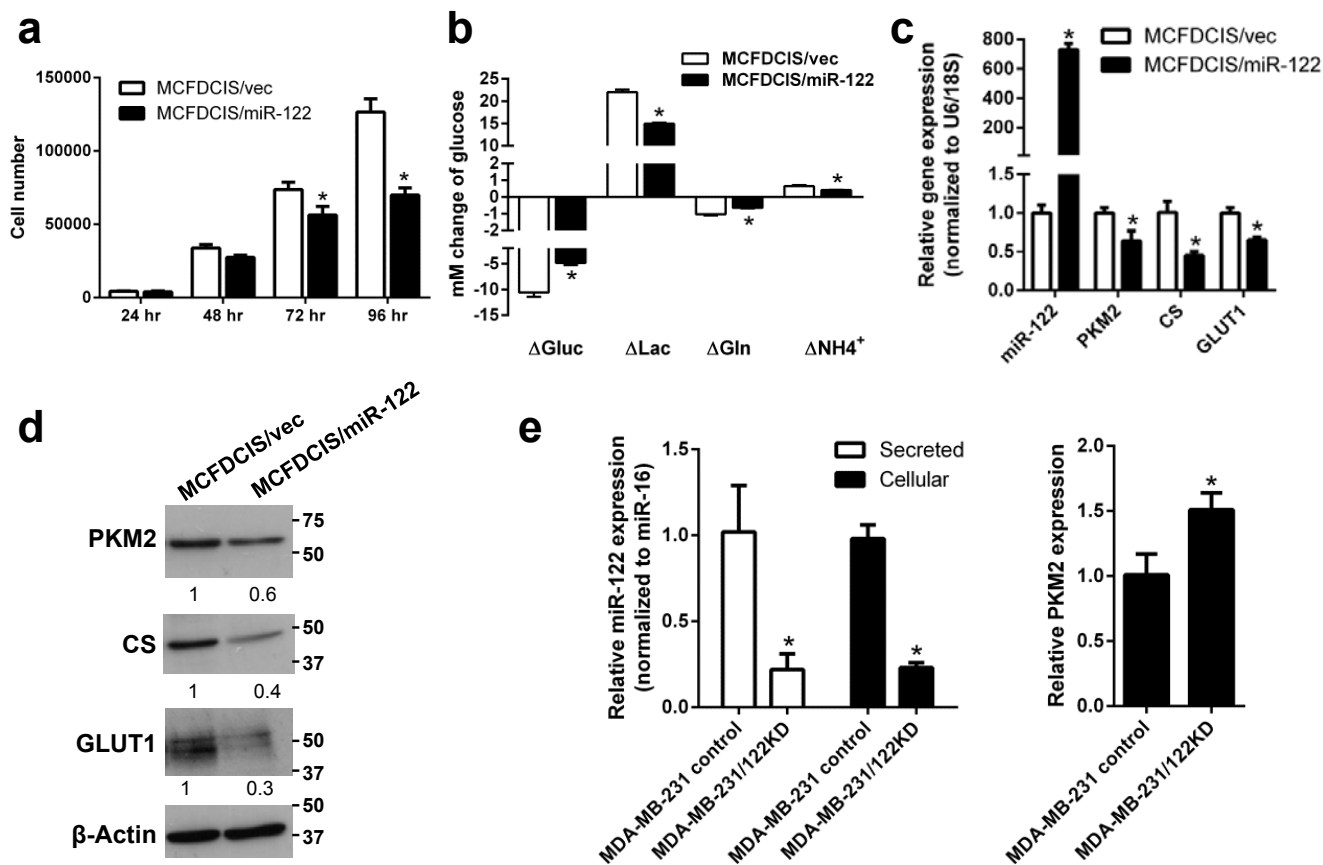 a
MCFDCIS/vec
MCFDCIS/miR-122
Cell number
150000
100000
50000
0
24 hr 48 hr 72 hr 96 hr
* *
b
MCFDCIS/vec
MCFDCIS/miR-122
mM change of glucose
25
20
15
10
5
2
1
0
-1
-2
-5
-10
-15
* * * *
ΔGluc ΔLac ΔGln ΔNH4+
c
MCFDCIS/vec
MCFDCIS/miR-122
Relative gene expression
(normalized to U6/18S)
800
600
400
200
1.5
1.0
0.5
0.0
* * * *
miR-122 PKM2 CS GLUT1
d
MCFDCIS/vec MCFDCIS/miR-122
PKM2
75
50
1 0.6
CS
50
37
1 0.4
GLUT1
50
37
1 0.3
β-Actin
50
37
e
Secreted
Cellular
Relative miR-122 expression
(normalized to miR-16)
1.5
1.0
0.5
0.0
* *
MDA-MB-231 control MDA-MB-231/122KD MDA-MB-231 control MDA-MB-231/122KD
Relative PKM2 expression
2.0
1.5
1.0
0.5
0.0
*
MDA-MB-231 control MDA-MB-231/122KD